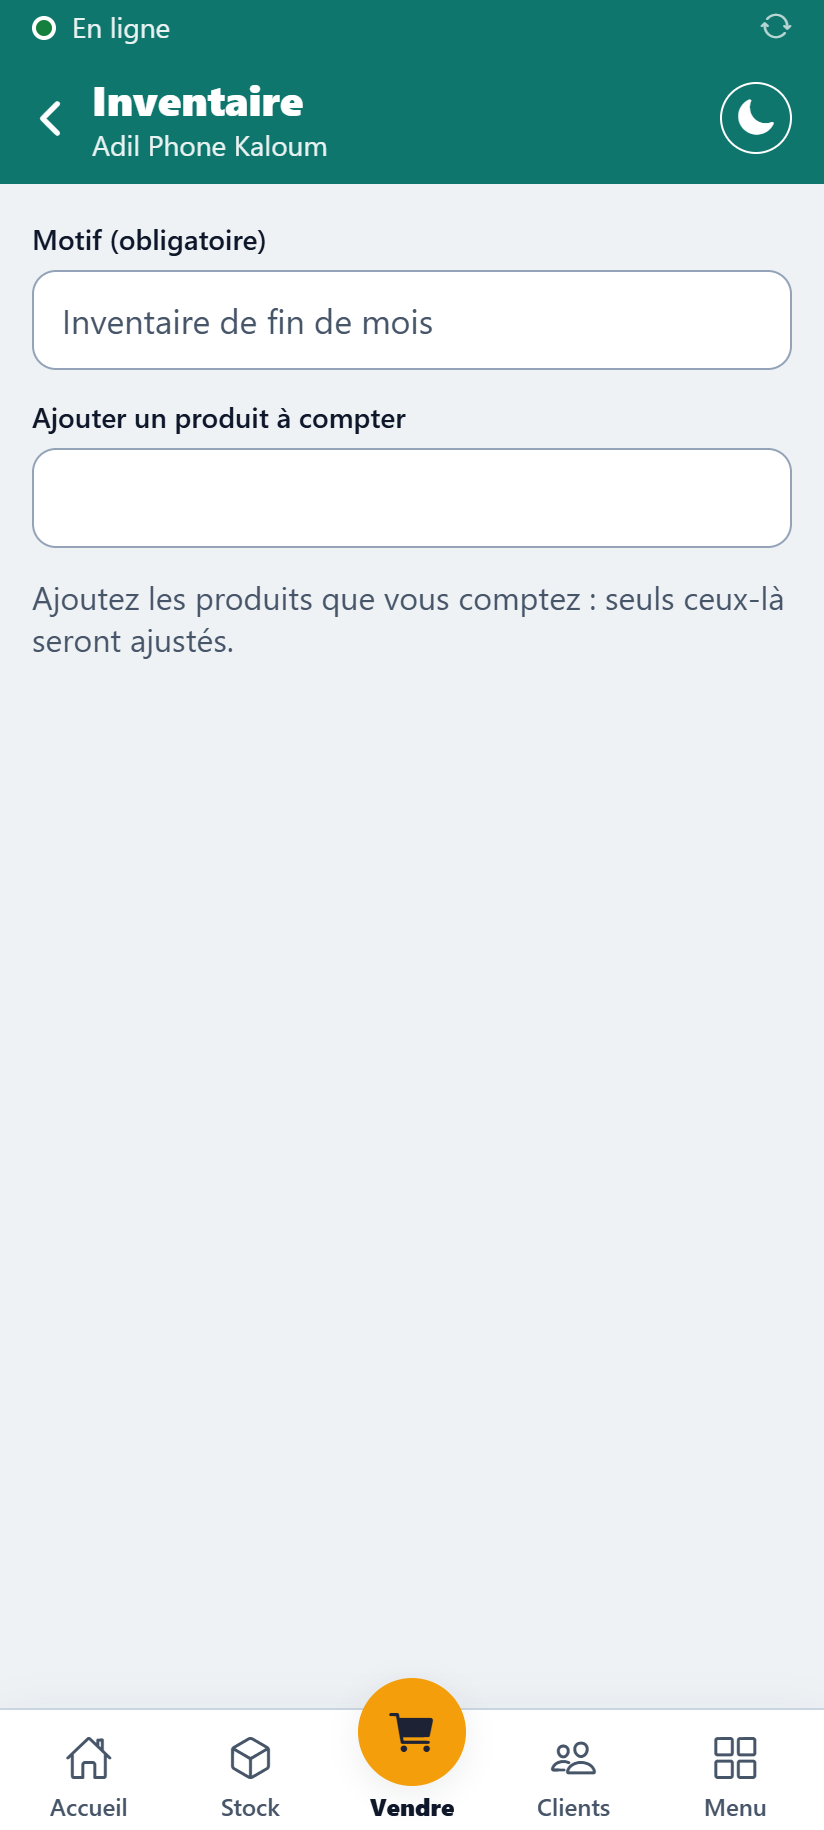 En ligne
Inventaire
Adil Phone Kaloum
Motif (obligatoire)
Inventaire de fin de mois
Ajouter un produit à compter
Ajoutez les produits que vous comptez : seuls ceux-là
seront ajustés.
Accueil
Stock
Vendre
Clients
Menu